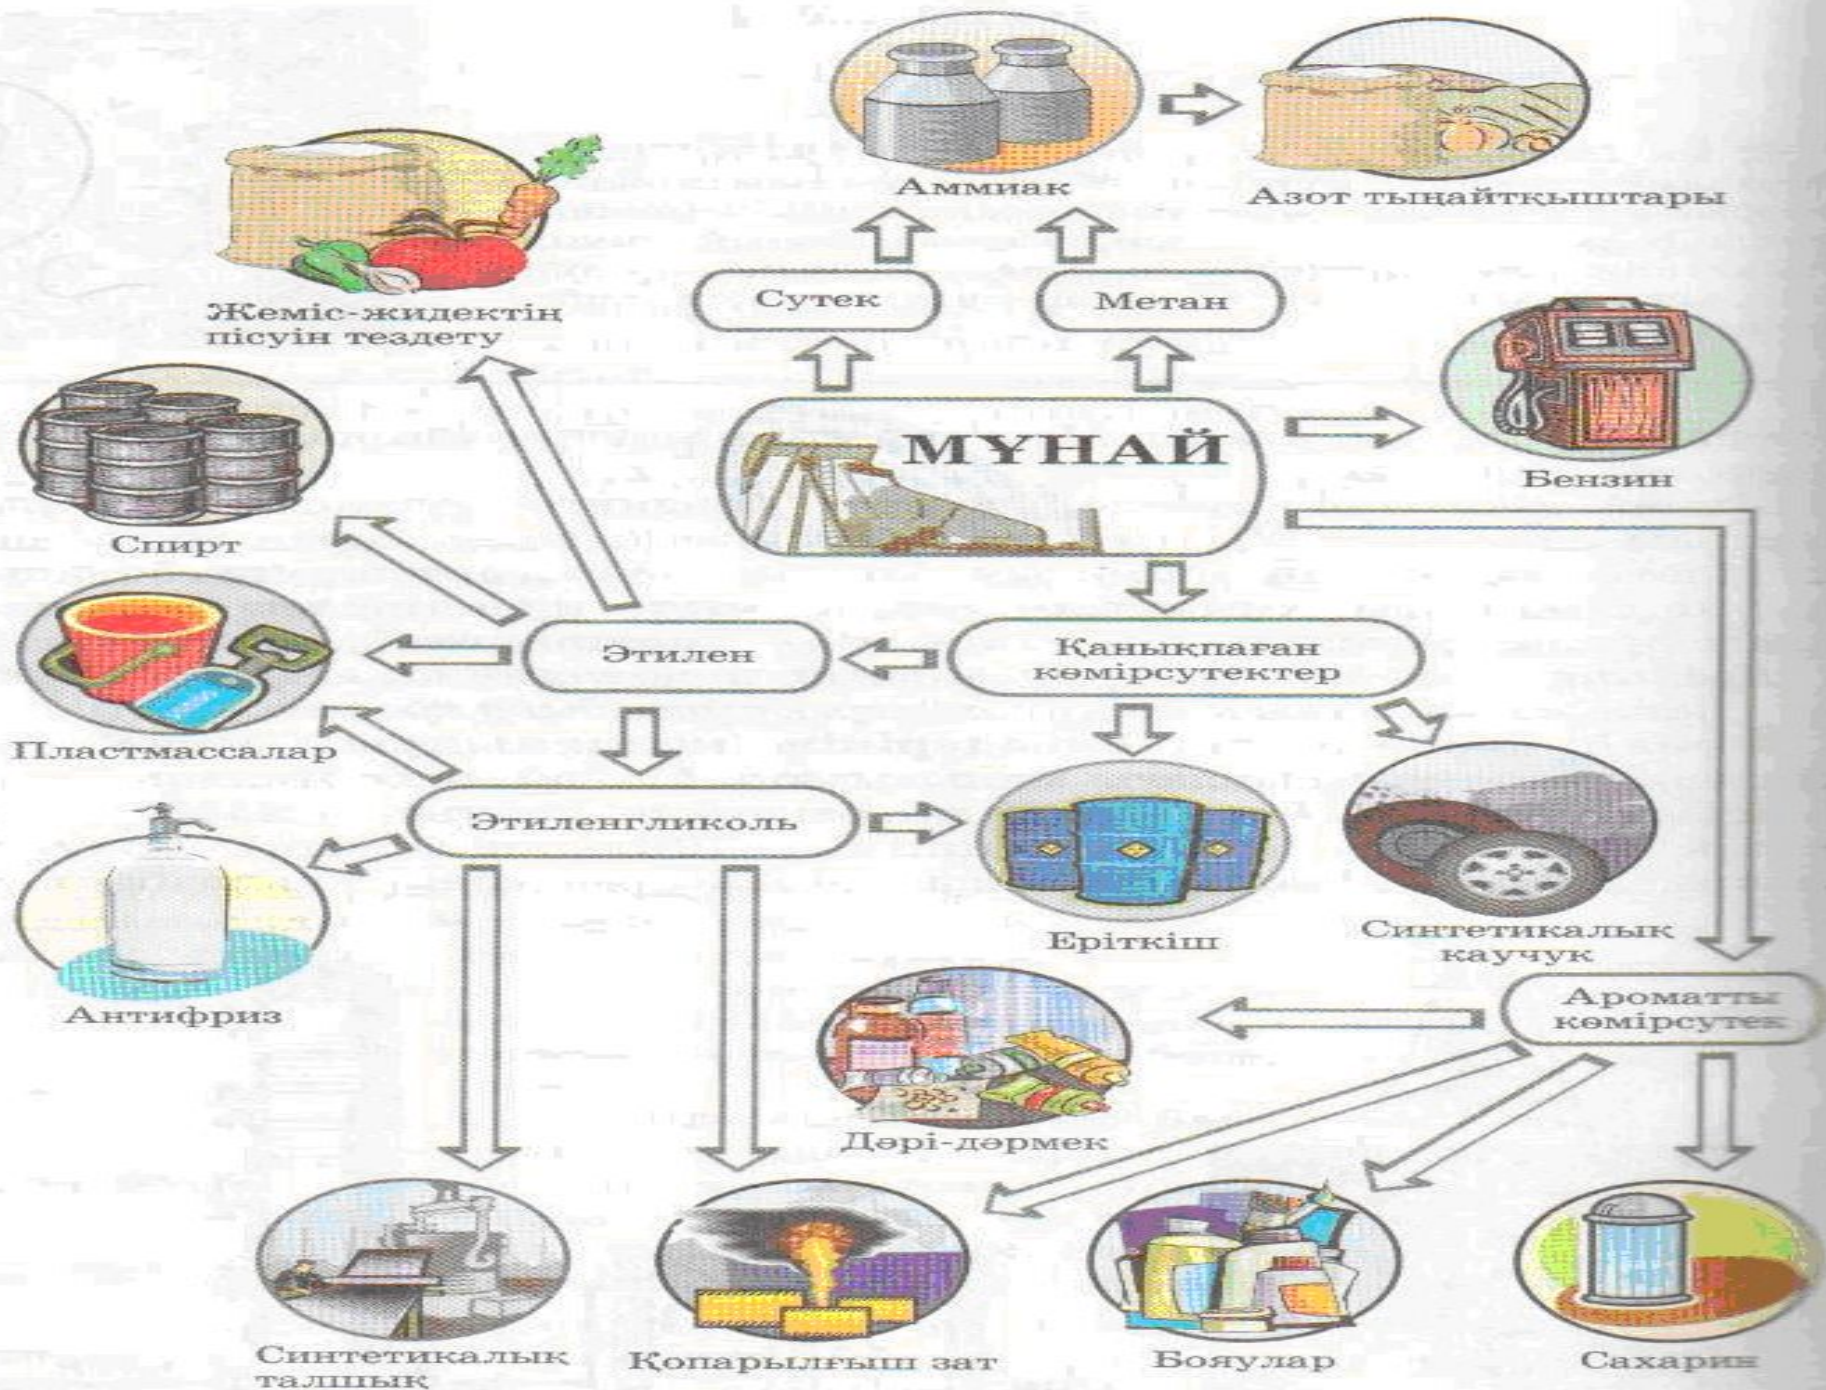 Аммиак
Азот тыңайтқыштары
Жеміс-жидектің
пісуін тездету
Сутек
Метан
МҰНАЙ
Бензин
Спирт
Этилен
Қанықпаған
көмірсутектер
Пластмассалар
Этиленгликоль
Антифриз
Еріткіш
Синтетикалық
каучук
Ароматты
көмірсутек
Дәрі-дәрмек
Синтетикалық
талшық
Қопарылғыш зат
Бояулар
Сахарин